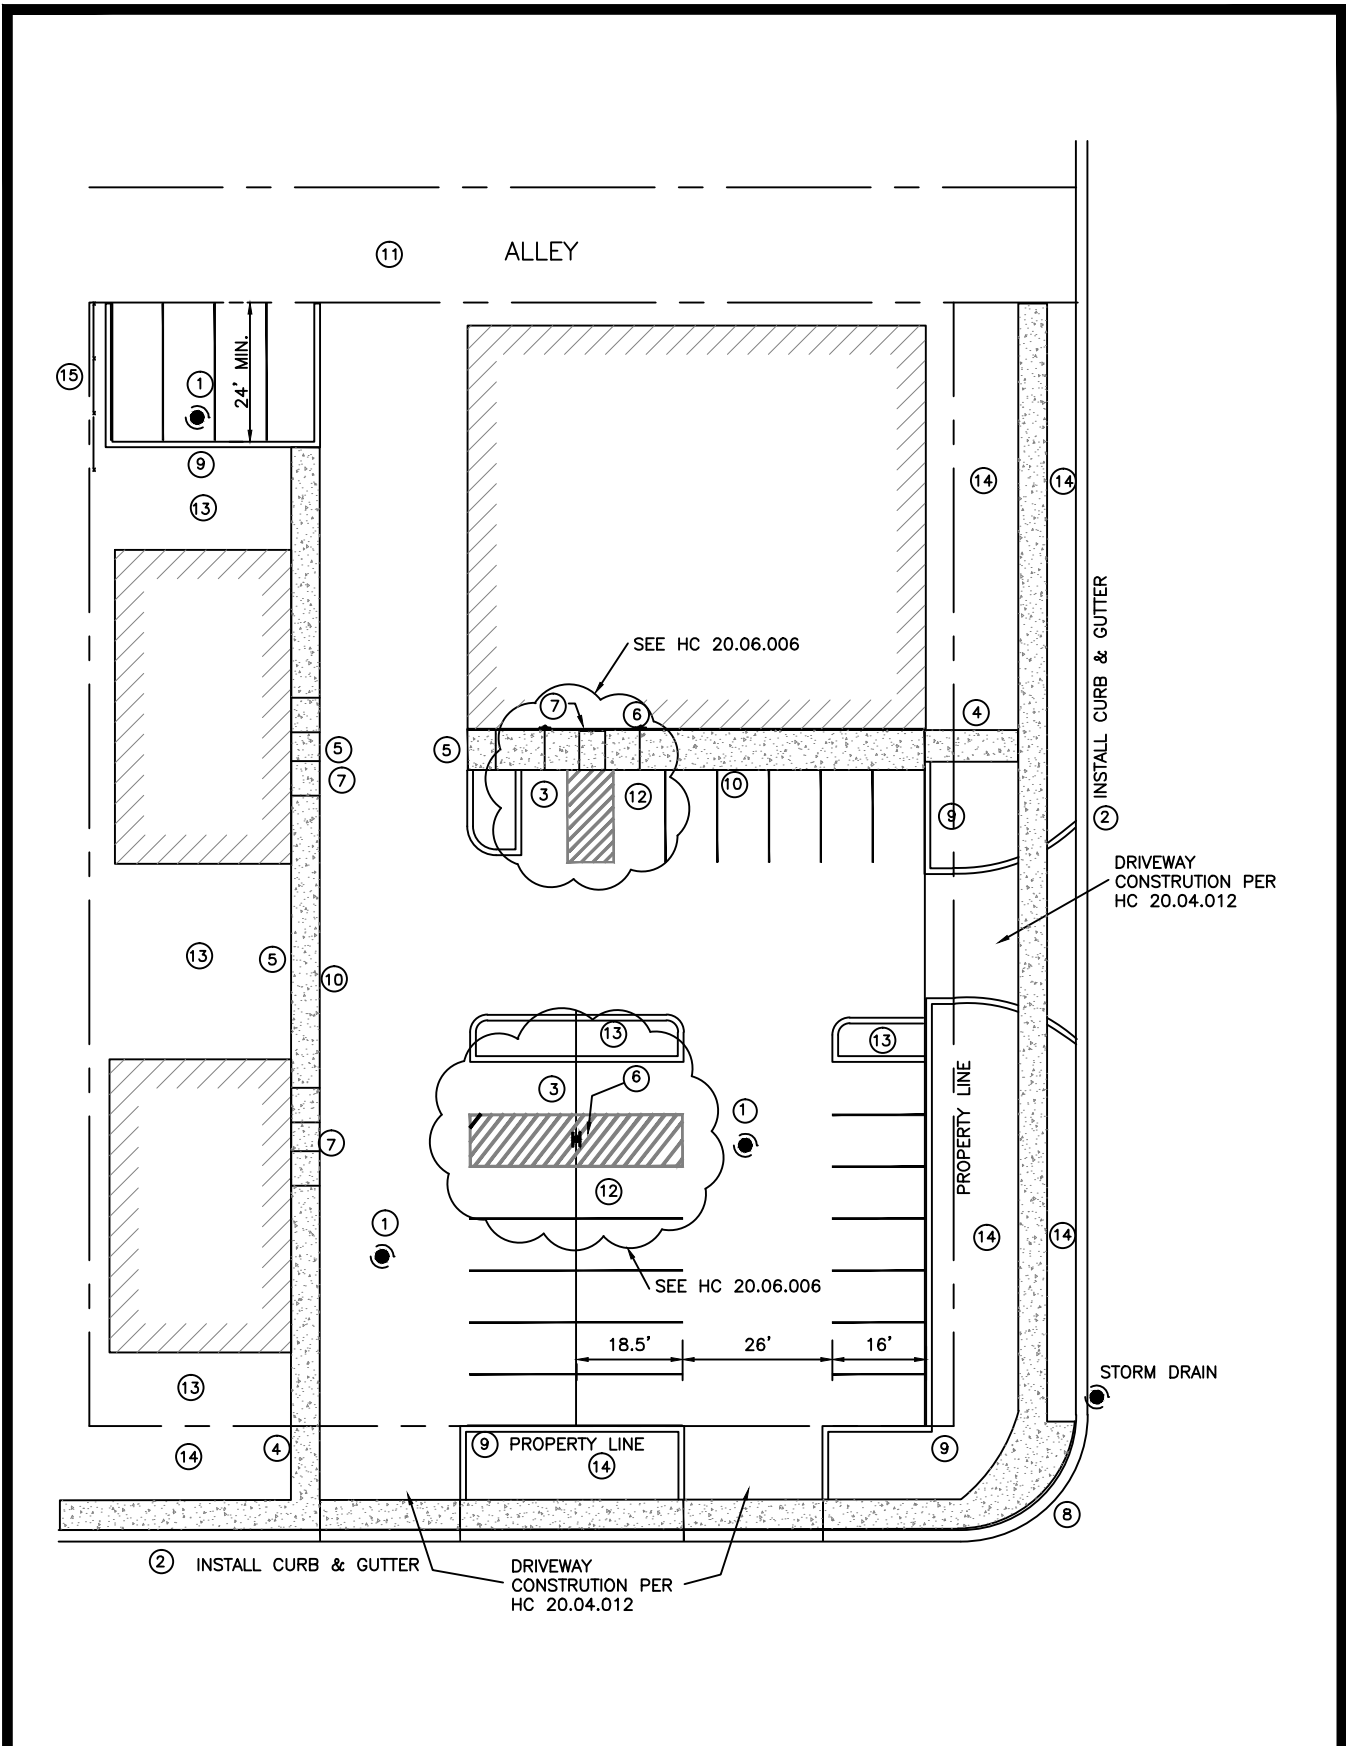 11
ALLEY
15
1
24' MIN.
9
13
14
14
SEE HC 20.06.006
INSTALL CURB & GUTTER
7
6
4
5
5
7
3
12
10
9
2
DRIVEWAY
CONSTRUTION PER
HC 20.04.012
13
5
10
13
13
3
6
1
PROPERTY LINE
7
12
1
14
14
SEE HC 20.06.006
18.5'
26'
16'
STORM DRAIN
13
14
4
9
PROPERTY LINE
14
9
8
2
INSTALL CURB & GUTTER
DRIVEWAY
CONSTRUTION PER
HC 20.04.012